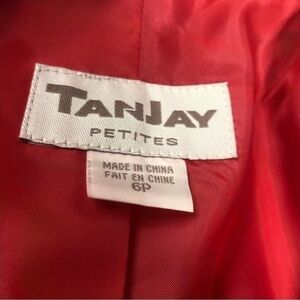 TANJAY
PETITES
MADE IN CHINA
FAIT EN CHINE
6P